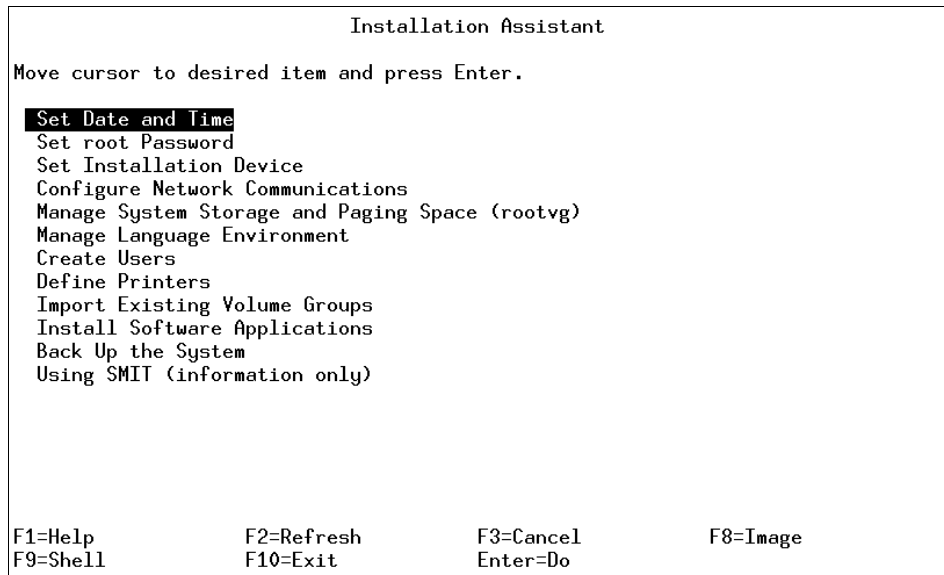 Installation Assistant
Move cursor to desired item and press Enter.
Set Date and Time
Set root Password
Set Installation Device
Configure Network Communications
Manage System Storage and Paging Space (rootvg)
Manage Language Environment
Create Users
Define Printers
Import Existing Volume Groups
Install Software Applications
Back Up the System
Using SMIT (information only)
F1=Help F2=Refresh F3=Cancel F8=Image
F9=Shell F10=Exit Enter=Do